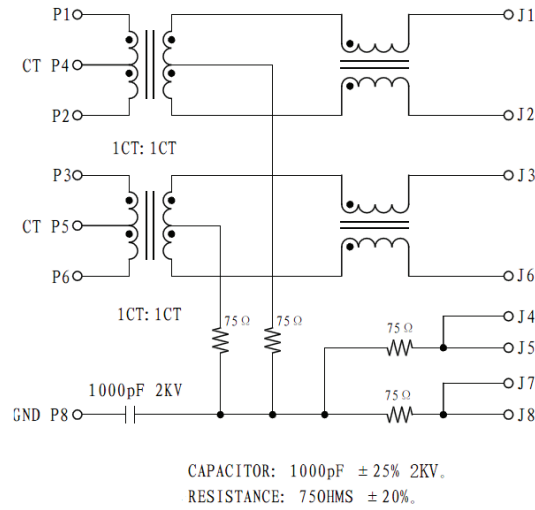 P1 J1
CT P4
P2 J2
1CT: 1CT
P3 J3
CT P5
P6 J6
1CT: 1CT
75Ω 75Ω 75Ω J4
J5
1000pF 2KV 75Ω J7
GND P8 J8
CAPACITOR: 1000pF ±25% 2KV。
RESISTANCE: 75OHMS ±20%。